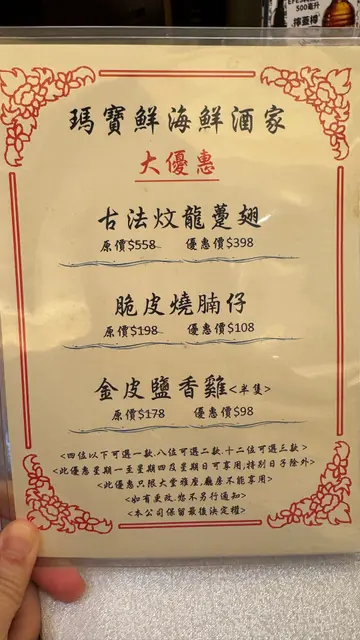 500毫升
瑪寶鮮海鮮酒家
大優惠
古法炆龍躉翅
原價$558 優惠價$398
脆皮燒腩仔
原價$198 優惠價$108
金皮鹽香雞<半隻>
原價$178 優惠價$98
<四位以下可選一款.八位可選二款.十二位可選三款>
<此優惠星期一至星期四及星期日可享用,特別日子除外>
<此優惠只限大堂雅座,廳房不能享用>
<如有更改.恕不另行通知>
<本公司保留最後決定權>